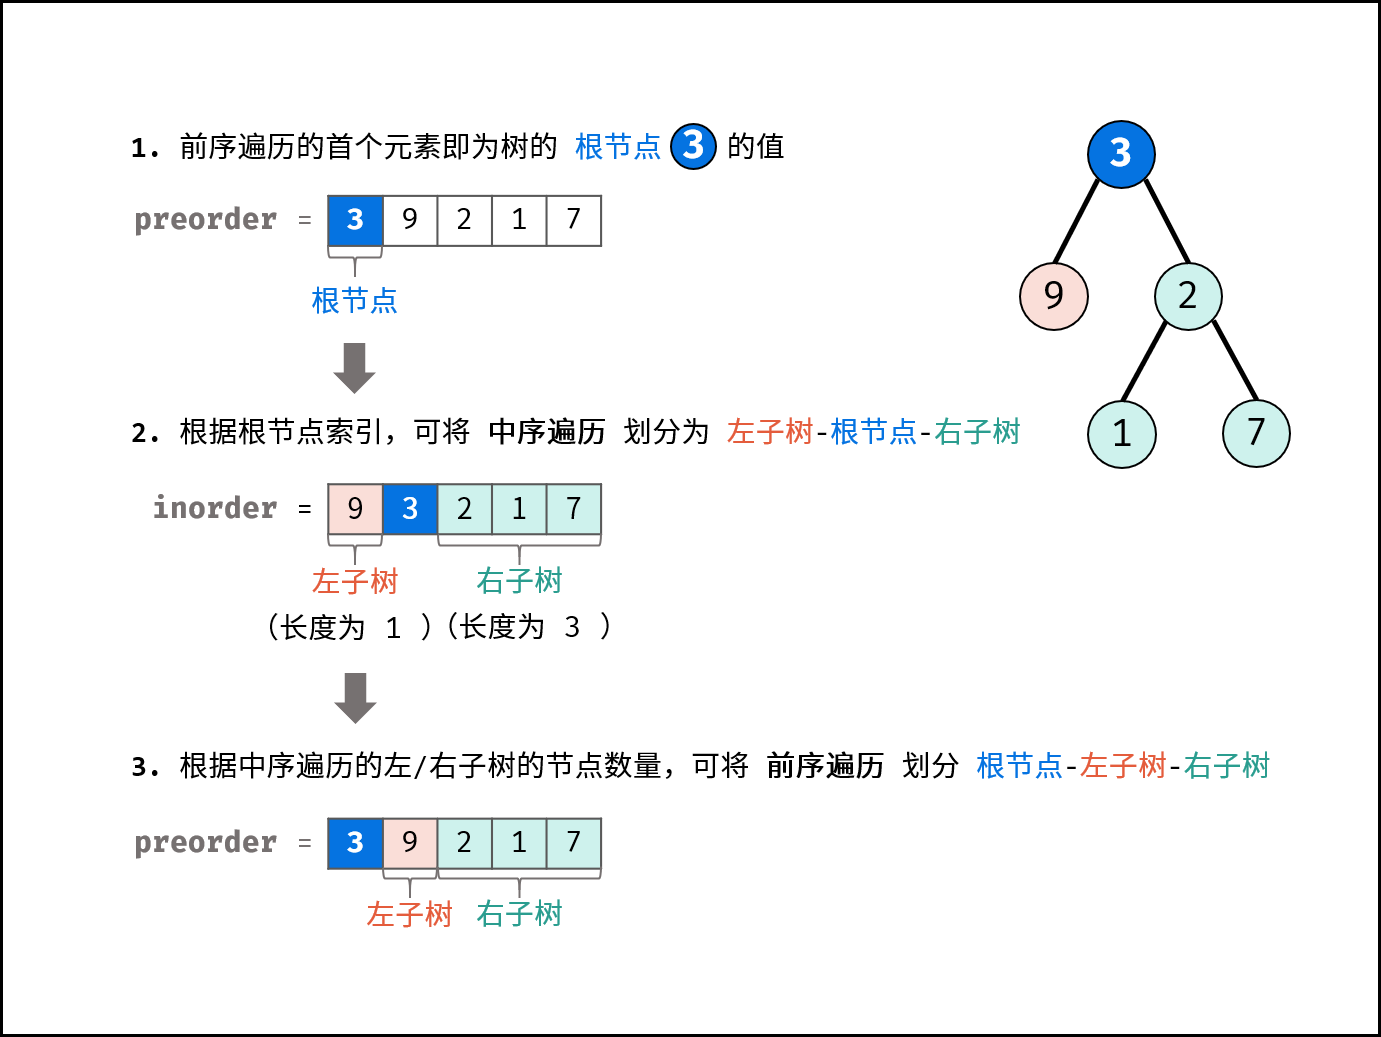 1. 前序遍历的首个元素即为树的 根节点 3 的值
preorder = 3 9 2 1 7
根节点
2. 根据根节点索引，可将 中序遍历 划分为 左子树-根节点-右子树
inorder = 9 3 2 1 7
左子树 右子树
（长度为 1 ）（长度为 3 ）
3. 根据中序遍历的左/右子树的节点数量，可将 前序遍历 划分 根节点-左子树-右子树
preorder = 3 9 2 1 7
左子树 右子树
3
9 2
1 7